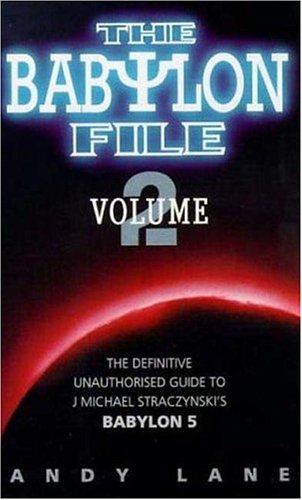 THE
BABYLON
FILE
VOLUME 2
THE DEFINITIVE
UNAUTHORISED GUIDE TO
J MICHAEL STRACZYNSKI'S
BABYLON 5
ANDY LANE